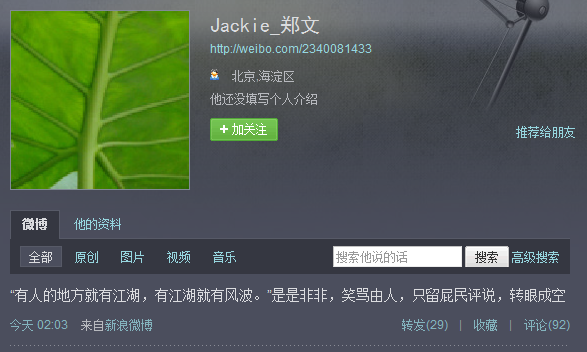 Jackie_郑文
http://weibo.com/2340081433
北京,海淀区
他还没填写个人介绍
+ 加关注
推荐给朋友
微博 他的资料
全部 原创 图片 视频 音乐 搜索他说的话 搜索 高级搜索
“有人的地方就有江湖，有江湖就有风波。”是是非非，笑骂由人，只留屁民评说，转眼成空
今天 02:03 来自新浪微博 转发(29) | 收藏 | 评论(92)